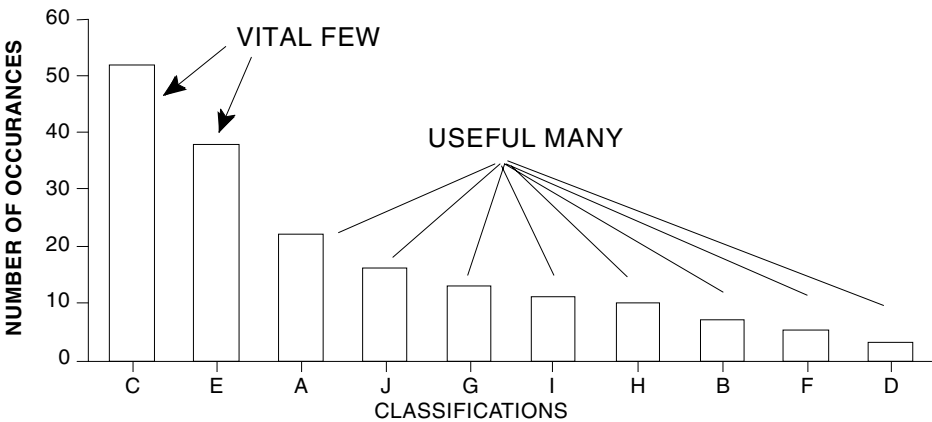 60
VITAL FEW
50
40
USEFUL MANY
30
20
10
0
NUMBER OF OCCURANCES
C E A J G I H B F D
CLASSIFICATIONS